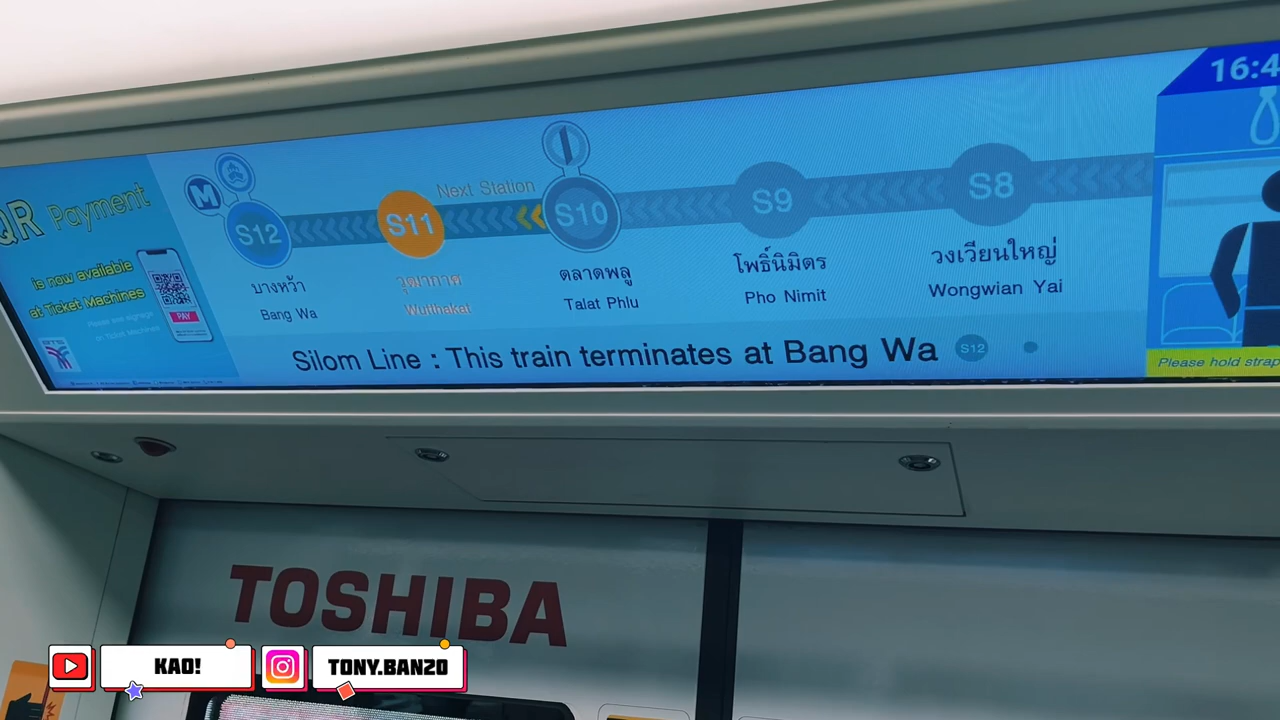 QR Payment
is now available
at Ticket Machines
PAY
M
S12
บางหว้า
Bang Wa
S11
วุฒากาศ
Wutthakat
Next Station
S10
ตลาดพลู
Talat Phlu
S9
โพธิ์นิมิตร
Pho Nimit
S8
วงเวียนใหญ่
Wongwian Yai
Silom Line : This train terminates at Bang Wa S12
16:4
Please hold strap
TOSHIBA
KAO!
TONY.BANZO